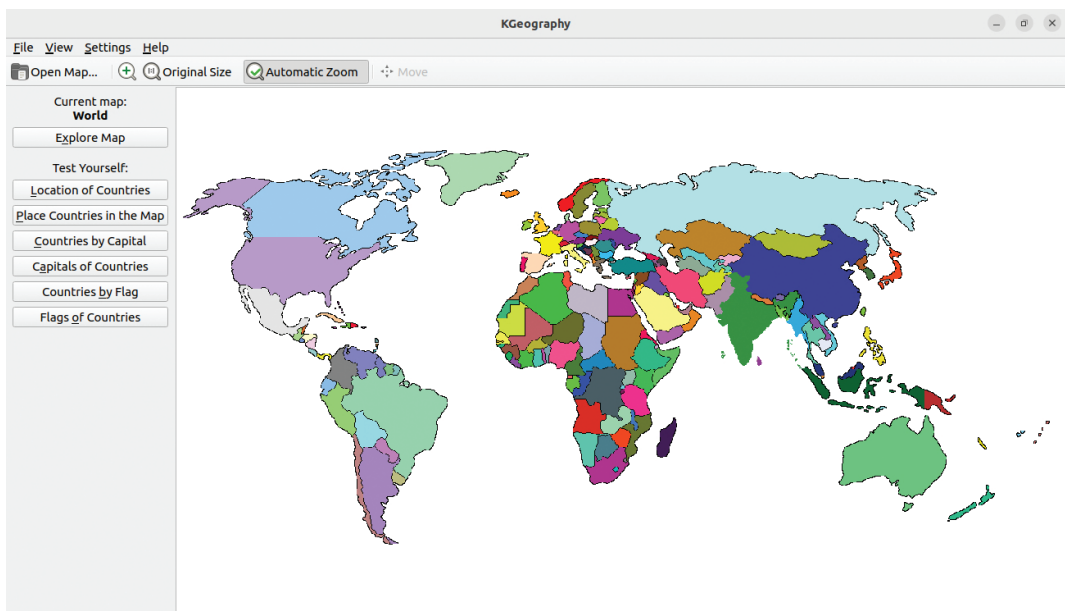 KGeography
File View Settings Help
Open Map... Original Size Automatic Zoom Move
Current map:
World
Explore Map
Test Yourself:
Location of Countries
Place Countries in the Map
Countries by Capital
Capitals of Countries
Countries by Flag
Flags of Countries